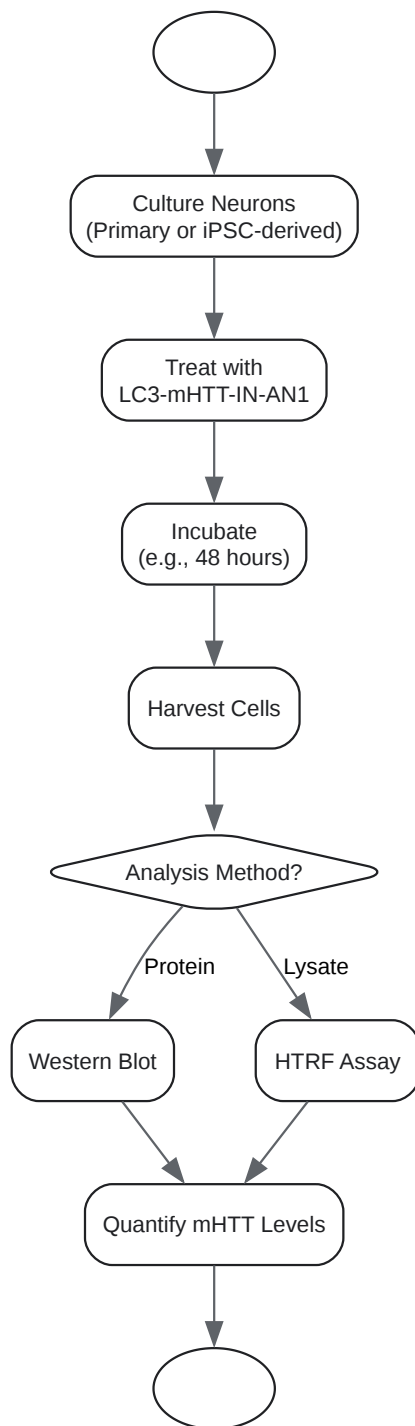 Culture Neurons
(Primary or iPSC-derived)
Treat with
LC3-mHTT-IN-AN1
Incubate
(e.g., 48 hours)
Harvest Cells
Analysis Method?
Protein
Lysate
Western Blot
HTRF Assay
Quantify mHTT Levels